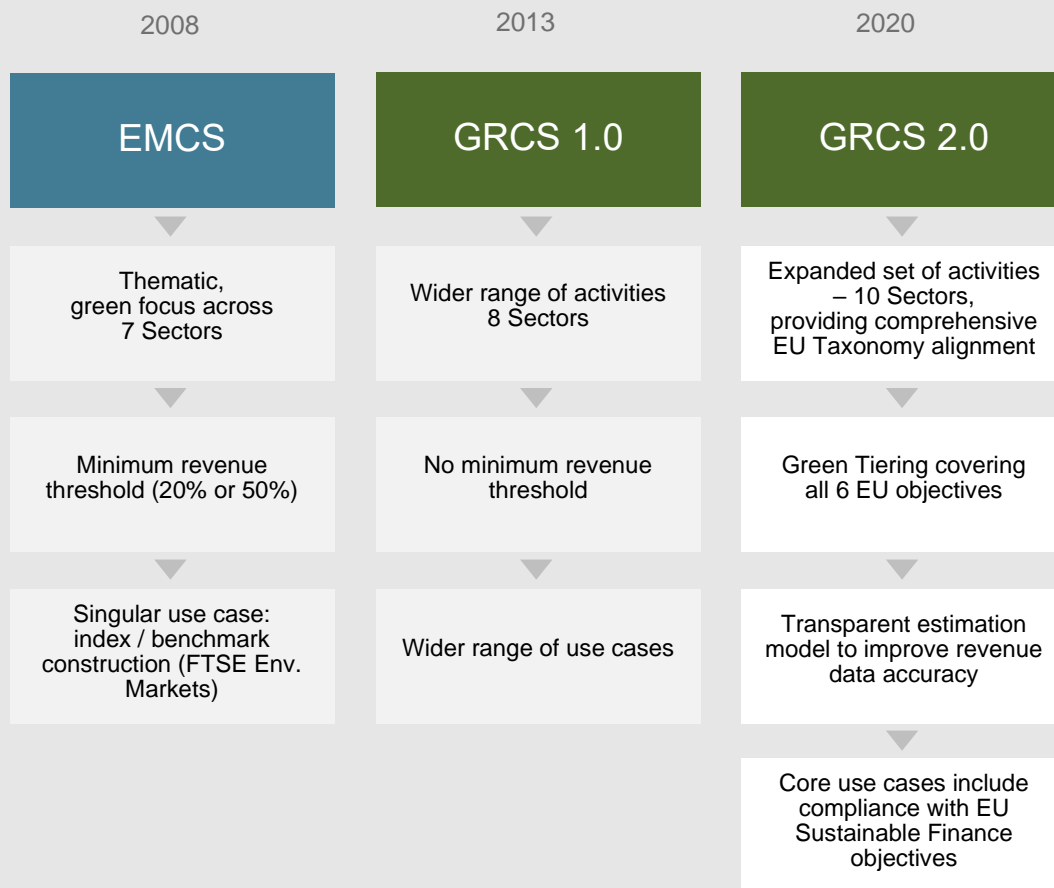 2008
2013
2020
EMCS
GRCS 1.0
GRCS 2.0
Thematic,
green focus across
7 Sectors
Wider range of activities
8 Sectors
Expanded set of activities
– 10 Sectors,
providing comprehensive
EU Taxonomy alignment
Minimum revenue
threshold (20% or 50%)
No minimum revenue
threshold
Green Tiering covering
all 6 EU objectives
Singular use case:
index / benchmark
construction (FTSE Env.
Markets)
Wider range of use cases
Transparent estimation
model to improve revenue
data accuracy
Core use cases include
compliance with EU
Sustainable Finance
objectives